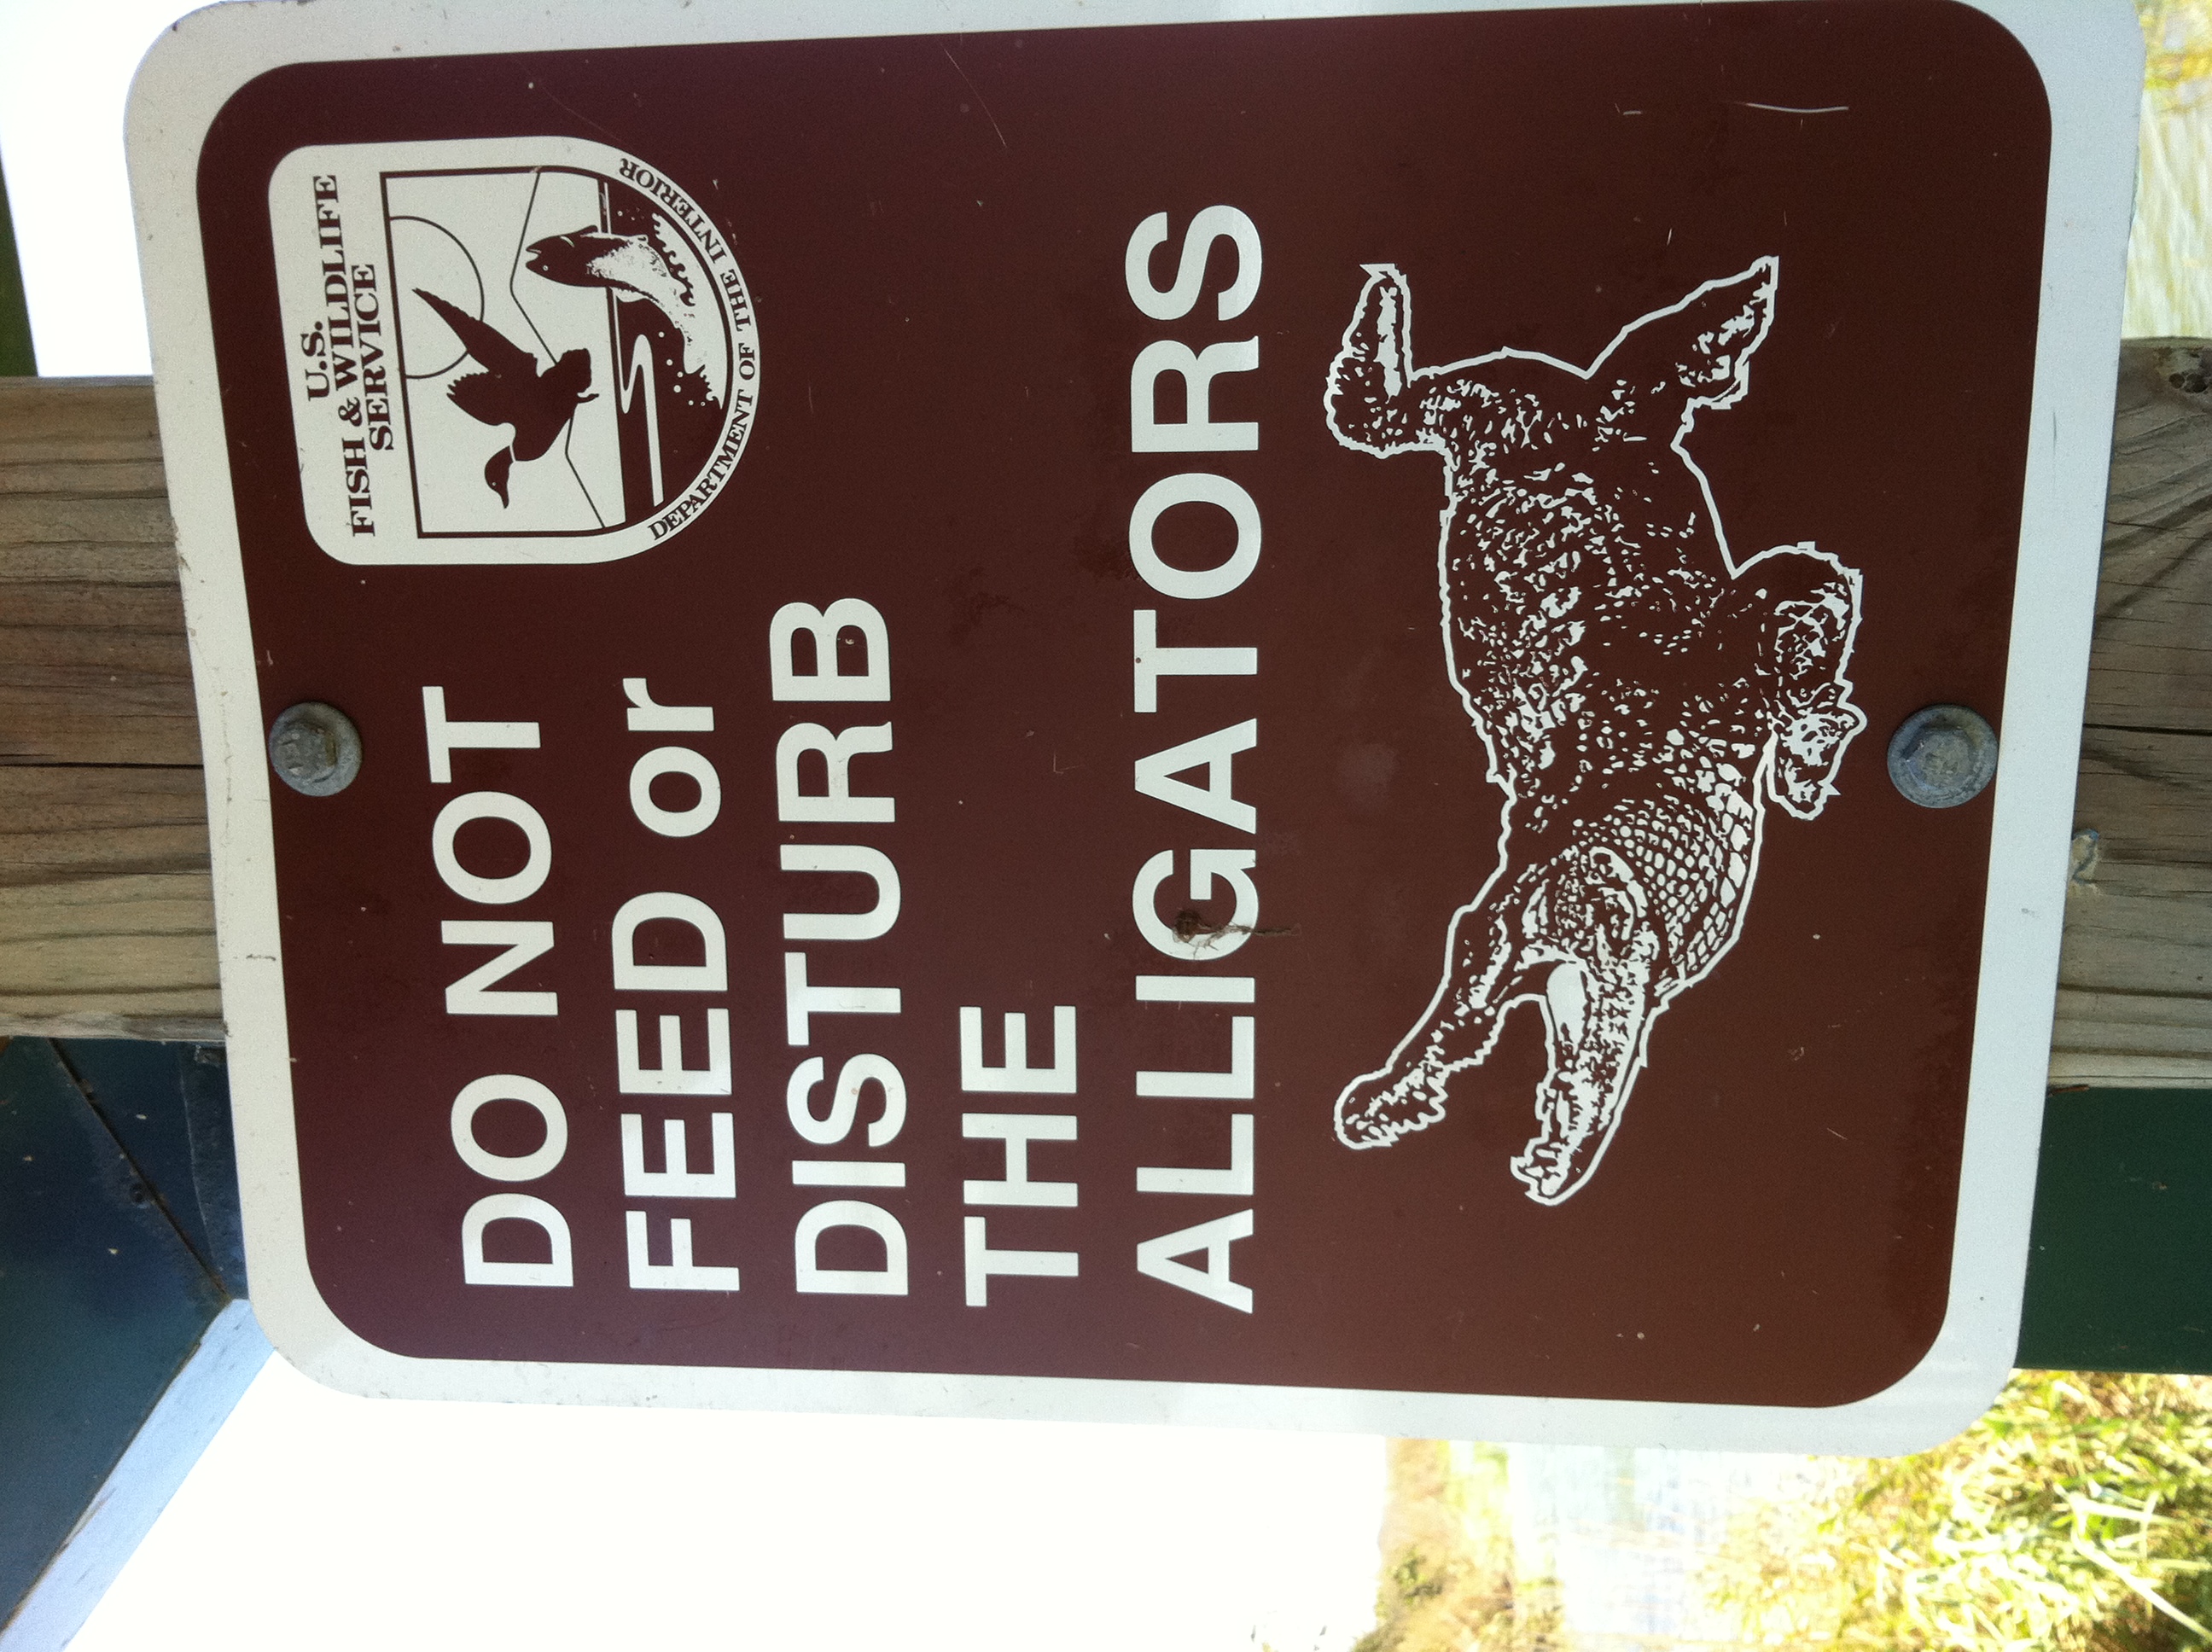 U.S.
FISH & WILDLIFE
SERVICE
DEPARTMENT OF THE INTERIOR
DO NOT
FEED or
DISTURB
THE
ALLIGATORS